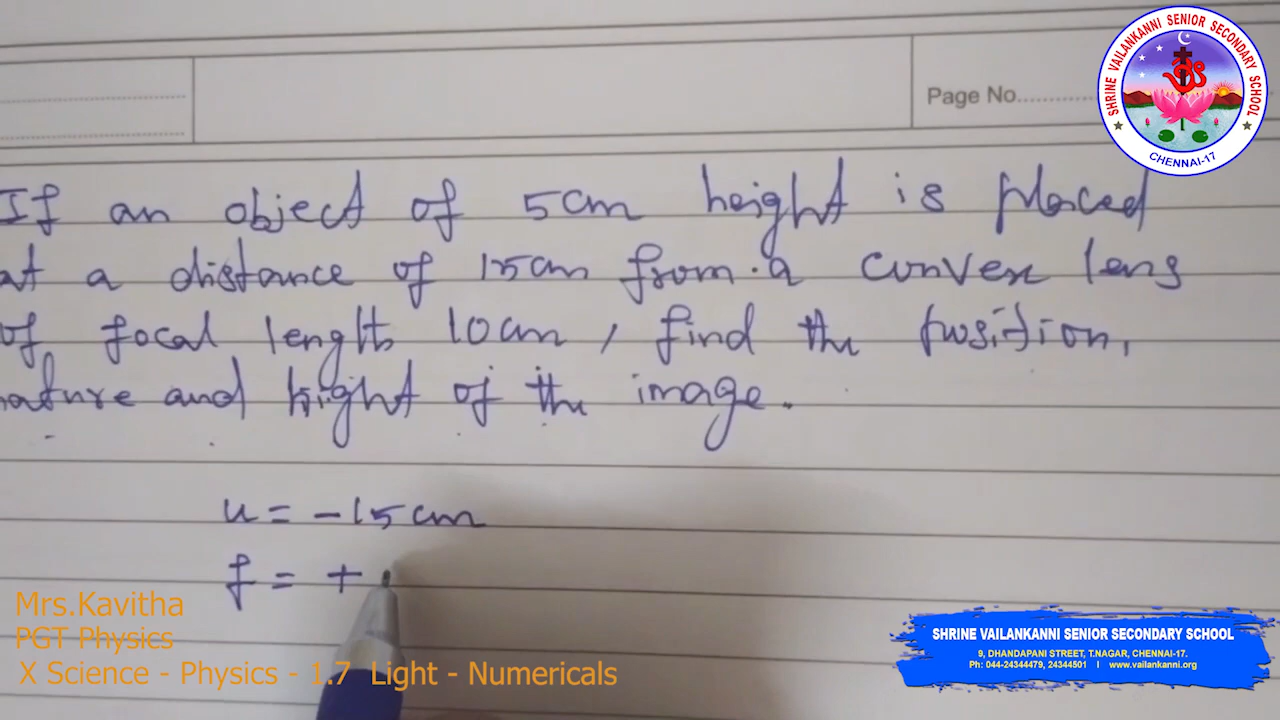 Page No.
SHRINE VAILANKANNI SENIOR SECONDARY SCHOOL
CHENNAI-17
If an object of 5cm height is placed
at a distance of 15cm from a convex lens
of focal length 10cm, find the position,
nature and hight of the image.
u = -15cm
f = +
Mrs.Kavitha
PGT Physics
X Science - Physics - 1.7 Light - Numericals
SHRINE VAILANKANNI SENIOR SECONDARY SCHOOL
9, DHANDAPANI STREET, T.NAGAR, CHENNAI-17.
Ph: 044-24344479, 24344501 | www.vailankanni.org